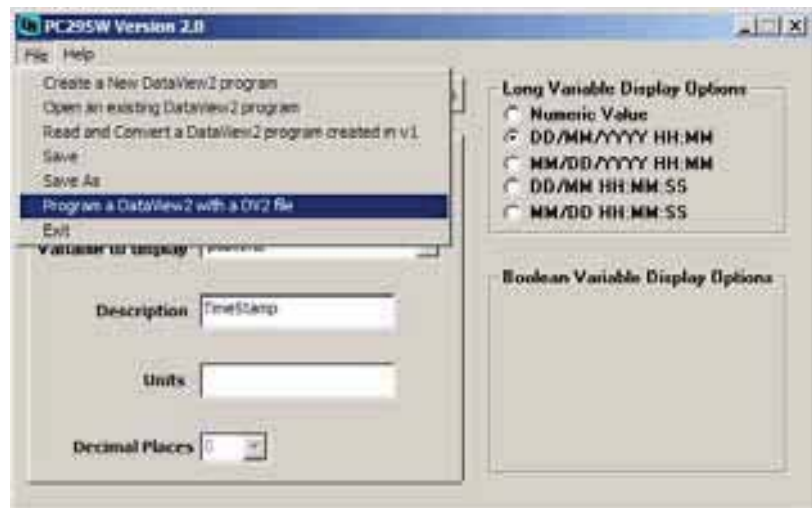 PC295W Version 2.0
File Help
Create a New DataView2 program
Open an existing DataView2 program
Read and Convert a DataView2 program created in v1
Save
Save As
Program a DataView2 with a DV2 file
Exit
Variable to display
Description TimeStamp
Units
Decimal Places 0
Long Variable Display Options
Numeric Value
DD/MM/YYYY HH:MM
MM/DD/YYYY HH:MM
DD/MM HH:MM:SS
MM/DD HH:MM:SS
Boolean Variable Display Options